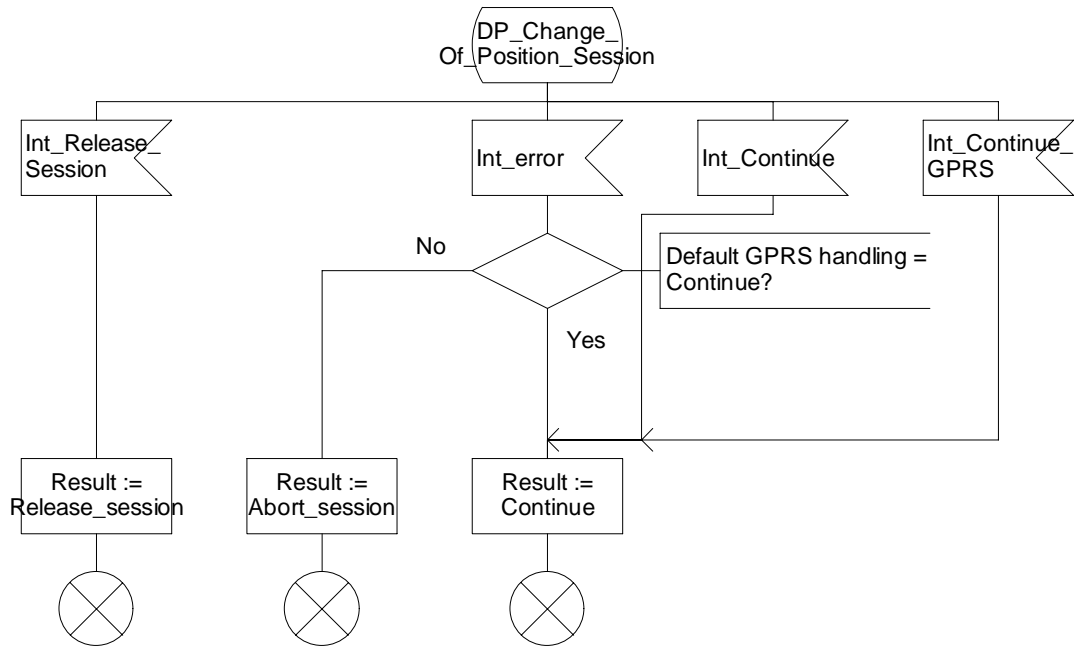 DP_Change_
Of_Position_Session
Int_Release_
Session
Int_error
Int_Continue
Int_Continue_
GPRS
No
Default GPRS handling =
Continue?
Yes
Result :=
Release_session
Result :=
Abort_session
Result :=
Continue